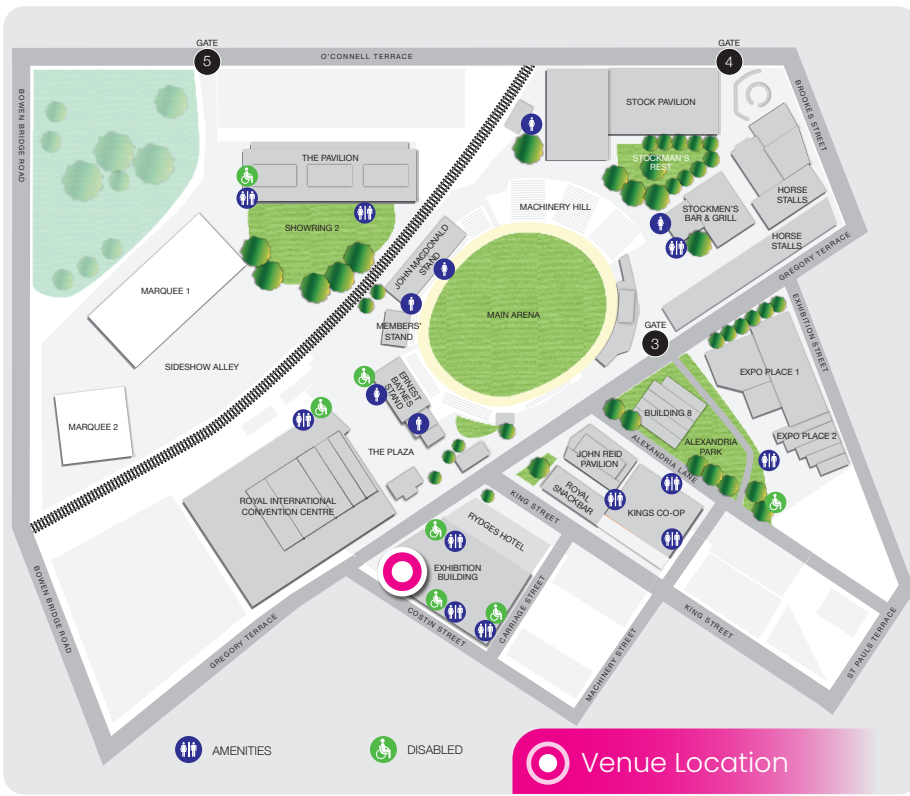 GATE
5
O'CONNELL TERRACE
GATE
4
BOWEN BRIDGE ROAD
BROOKES STREET
STOCK PAVILION
THE PAVILION
STOCKMAN'S
REST
HORSE
STALLS
MACHINERY HILL
STOCKMEN'S
BAR & GRILL
SHOWRING 2
JOHN MACDONALD
STAND
HORSE
STALLS
GREGORY TERRACE
MARQUEE 1
EXHIBITION STREET
MAIN ARENA
MEMBERS'
STAND
GATE
3
SIDESHOW ALLEY
EXPO PLACE 1
ERNEST
BAYNES
STAND
BUILDING 8
MARQUEE 2
ALEXANDRIA
PARK
EXPO PLACE 2
ALEXANDRIA LANE
THE PLAZA
JOHN REID
PAVILION
ROYAL
SNACKBAR
KING STREET
ROYAL INTERNATIONAL
CONVENTION CENTRE
KINGS CO-OP
RYDGES HOTEL
EXHIBITION
BUILDING
BOWEN BRIDGE ROAD
GREGORY TERRACE
COSTIN STREET
CARRIAGE STREET
MACHINERY STREET
KING STREET
ST PAULS TERRACE
AMENITIES
DISABLED
Venue Location